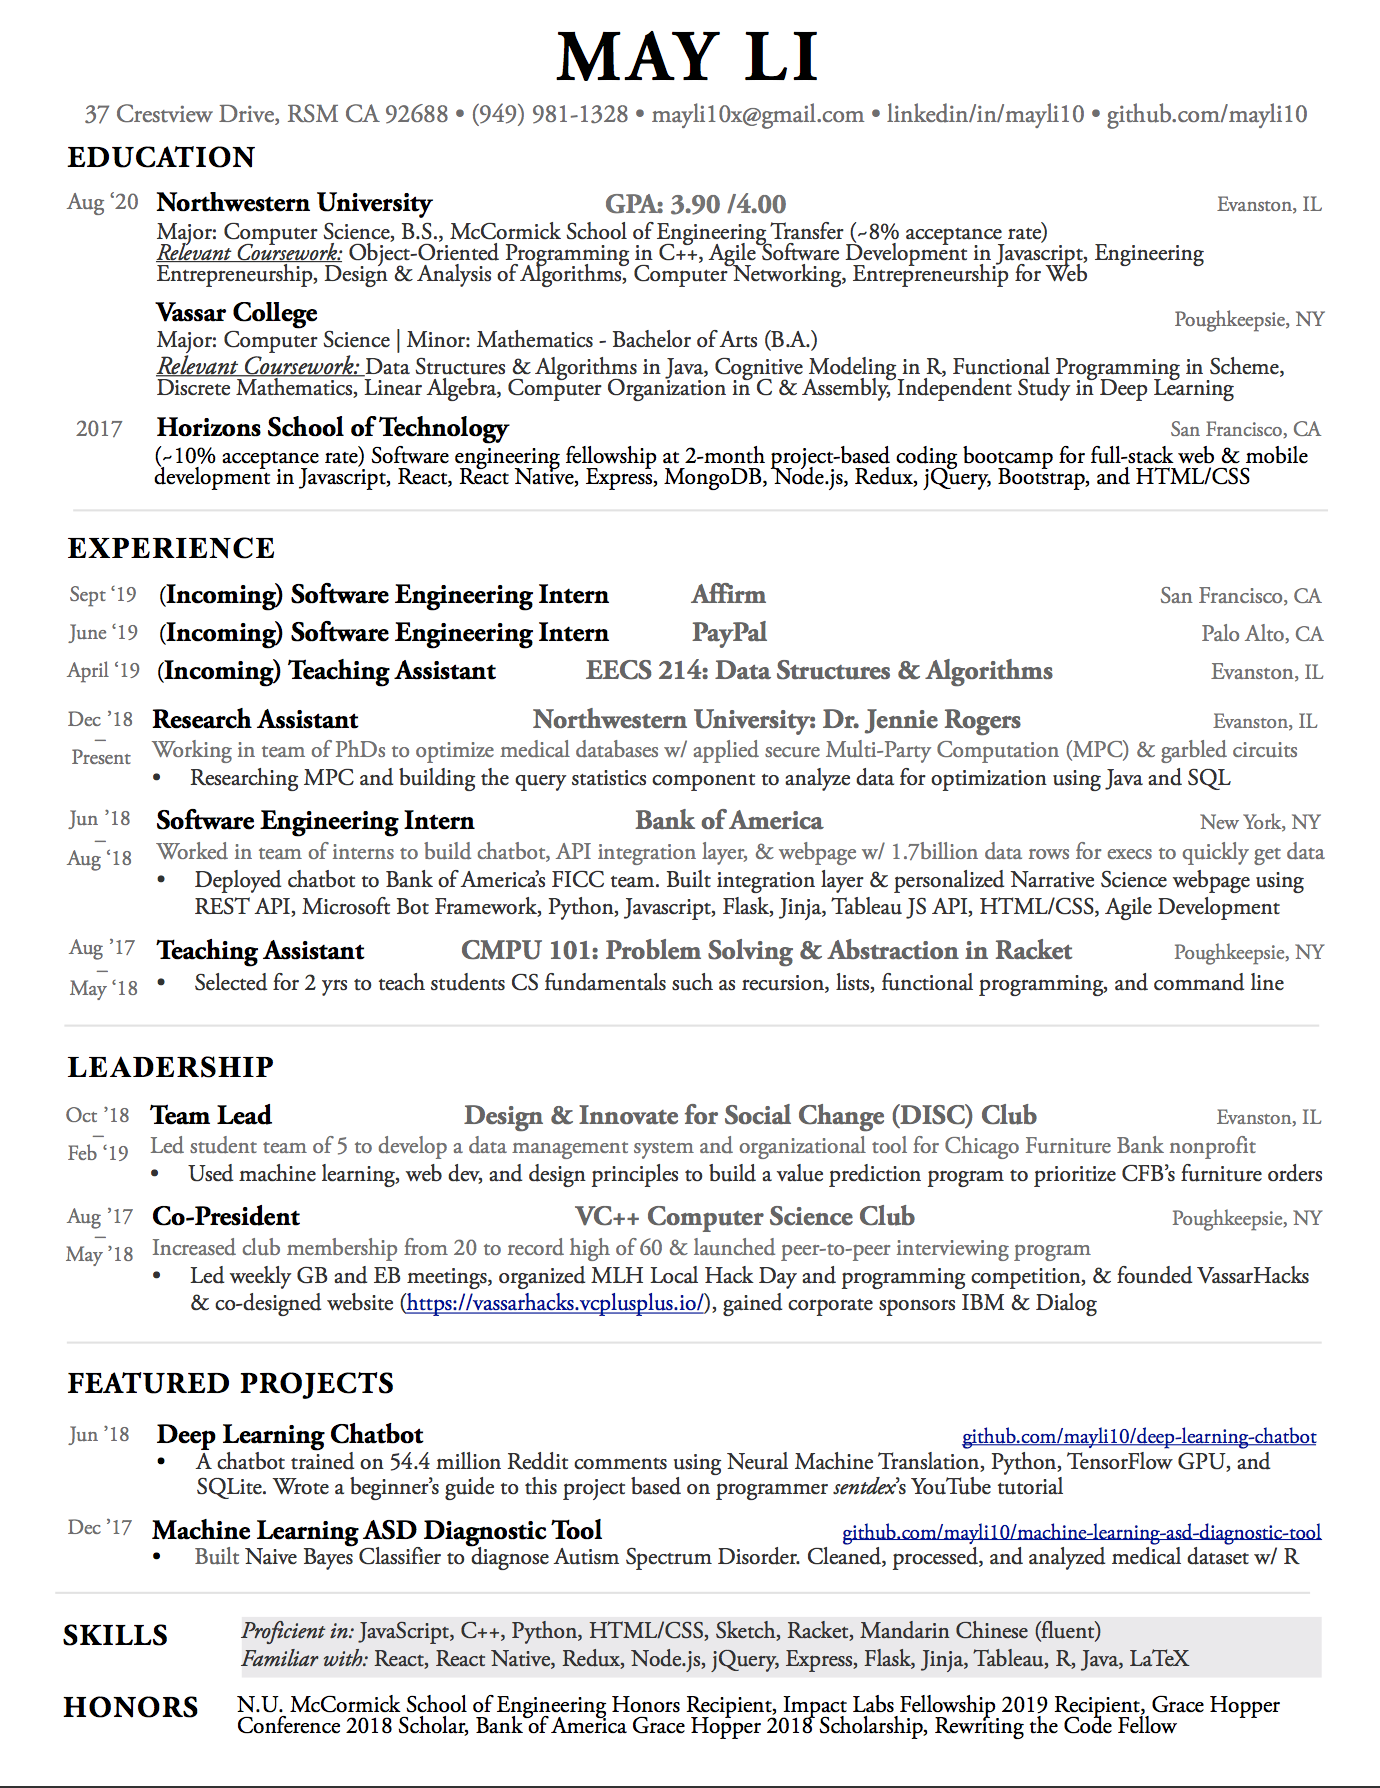 MAY LI
37 Crestview Drive, RSM CA 92688 • (949) 981-1328 • mayli10x@gmail.com • linkedin/in/mayli10 • github.com/mayli10
EDUCATION
Aug ‘20 Northwestern University GPA: 3.90 /4.00 Evanston, IL
Major: Computer Science, B.S., McCormick School of Engineering Transfer (~8% acceptance rate)
Relevant Coursework: Object-Oriented Programming in C++, Agile Software Development in Javascript, Engineering
Entrepreneurship, Design & Analysis of Algorithms, Computer Networking, Entrepreneurship for Web
Vassar College Poughkeepsie, NY
Major: Computer Science | Minor: Mathematics - Bachelor of Arts (B.A.)
Relevant Coursework: Data Structures & Algorithms in Java, Cognitive Modeling in R, Functional Programming in Scheme,
Discrete Mathematics, Linear Algebra, Computer Organization in C & Assembly, Independent Study in Deep Learning
2017 Horizons School of Technology San Francisco, CA
(~10% acceptance rate) Software engineering fellowship at 2-month project-based coding bootcamp for full-stack web & mobile
development in Javascript, React, React Native, Express, MongoDB, Node.js, Redux, jQuery, Bootstrap, and HTML/CSS
EXPERIENCE
Sept ‘19 (Incoming) Software Engineering Intern Affirm San Francisco, CA
June ‘19 (Incoming) Software Engineering Intern PayPal Palo Alto, CA
April ‘19 (Incoming) Teaching Assistant EECS 214: Data Structures & Algorithms Evanston, IL
Dec ’18 – Present Research Assistant Northwestern University: Dr. Jennie Rogers Evanston, IL
Working in team of PhDs to optimize medical databases w/ applied secure Multi-Party Computation (MPC) & garbled circuits
• Researching MPC and building the query statistics component to analyze data for optimization using Java and SQL
Jun ’18 – Aug ‘18 Software Engineering Intern Bank of America New York, NY
Worked in team of interns to build chatbot, API integration layer, & webpage w/ 1.7billion data rows for execs to quickly get data
• Deployed chatbot to Bank of America’s FICC team. Built integration layer & personalized Narrative Science webpage using
REST API, Microsoft Bot Framework, Python, Javascript, Flask, Jinja, Tableau JS API, HTML/CSS, Agile Development
Aug ’17 – May ‘18 Teaching Assistant CMPU 101: Problem Solving & Abstraction in Racket Poughkeepsie, NY
• Selected for 2 yrs to teach students CS fundamentals such as recursion, lists, functional programming, and command line
LEADERSHIP
Oct ’18 – Feb ‘19 Team Lead Design & Innovate for Social Change (DISC) Club Evanston, IL
Led student team of 5 to develop a data management system and organizational tool for Chicago Furniture Bank nonprofit
• Used machine learning, web dev, and design principles to build a value prediction program to prioritize CFB’s furniture orders
Aug ’17 – May ’18 Co-President VC++ Computer Science Club Poughkeepsie, NY
Increased club membership from 20 to record high of 60 & launched peer-to-peer interviewing program
• Led weekly GB and EB meetings, organized MLH Local Hack Day and programming competition, & founded VassarHacks
& co-designed website (https://vassarhacks.vcplusplus.io/), gained corporate sponsors IBM & Dialog
FEATURED PROJECTS
Jun ’18 Deep Learning Chatbot github.com/mayli10/deep-learning-chatbot
• A chatbot trained on 54.4 million Reddit comments using Neural Machine Translation, Python, TensorFlow GPU, and
SQLite. Wrote a beginner’s guide to this project based on programmer sentdex’s YouTube tutorial
Dec ’17 Machine Learning ASD Diagnostic Tool github.com/mayli10/machine-learning-asd-diagnostic-tool
• Built Naive Bayes Classifier to diagnose Autism Spectrum Disorder. Cleaned, processed, and analyzed medical dataset w/ R
SKILLS Proficient in: JavaScript, C++, Python, HTML/CSS, Sketch, Racket, Mandarin Chinese (fluent)
Familiar with: React, React Native, Redux, Node.js, jQuery, Express, Flask, Jinja, Tableau, R, Java, LaTeX
HONORS N.U. McCormick School of Engineering Honors Recipient, Impact Labs Fellowship 2019 Recipient, Grace Hopper
Conference 2018 Scholar, Bank of America Grace Hopper 2018 Scholarship, Rewriting the Code Fellow